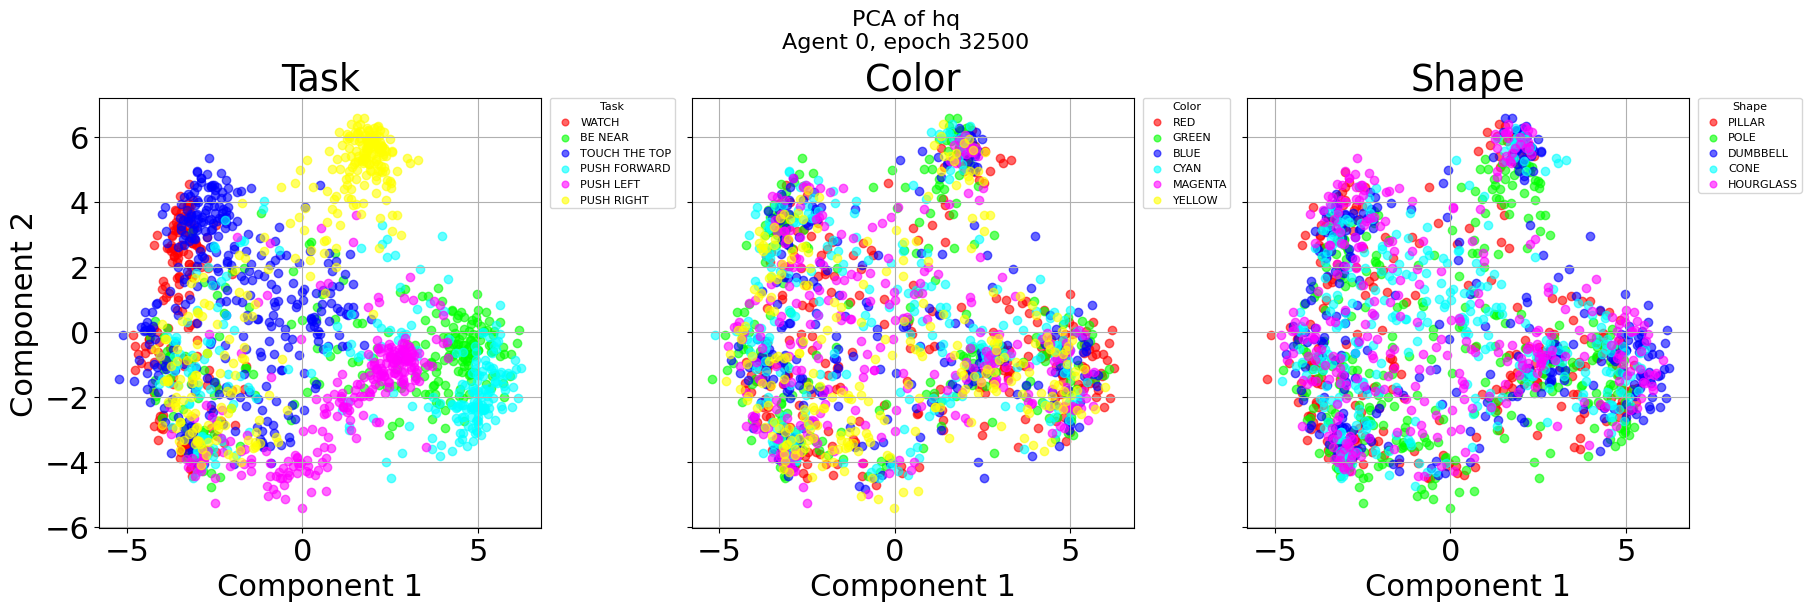 PCA of hq
Agent 0, epoch 32500
Task
Color
Shape
Task
WATCH
BE NEAR
TOUCH THE TOP
PUSH FORWARD
PUSH LEFT
PUSH RIGHT
Color
RED
GREEN
BLUE
CYAN
MAGENTA
YELLOW
Shape
PILLAR
POLE
DUMBBELL
CONE
HOURGLASS
Component 2
6
4
2
0
−2
−4
−6
−5 0 5
−5 0 5
−5 0 5
Component 1
Component 1
Component 1